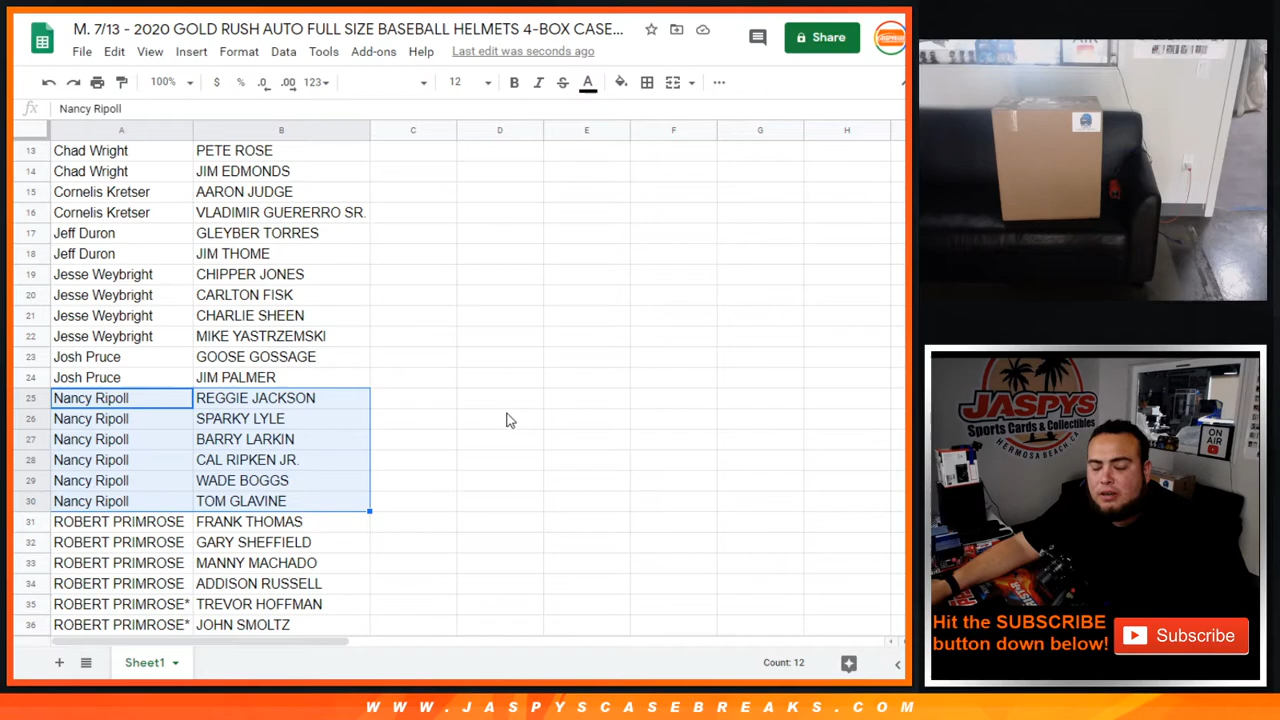 M. 7/13 - 2020 GOLD RUSH AUTO FULL SIZE BASEBALL HELMETS 4-BOX CASE...
Share
File Edit View Insert Format Data Tools Add-ons Help Last edit was seconds ago
100% $ % .0 .00 123 12 B I S A
fx Nancy Ripoll
A B C D E F G H
13 Chad Wright PETE ROSE
14 Chad Wright JIM EDMONDS
15 Cornelis Kretser AARON JUDGE
16 Cornelis Kretser VLADIMIR GUERERRO SR.
17 Jeff Duron GLEYBER TORRES
18 Jeff Duron JIM THOME
19 Jesse Weybright CHIPPER JONES
20 Jesse Weybright CARLTON FISK
21 Jesse Weybright CHARLIE SHEEN
22 Jesse Weybright MIKE YASTRZEMSKI
23 Josh Pruce GOOSE GOSSAGE
24 Josh Pruce JIM PALMER
25 Nancy Ripoll REGGIE JACKSON
26 Nancy Ripoll SPARKY LYLE
27 Nancy Ripoll BARRY LARKIN
28 Nancy Ripoll CAL RIPKEN JR.
29 Nancy Ripoll WADE BOGGS
30 Nancy Ripoll TOM GLAVINE
31 ROBERT PRIMROSE FRANK THOMAS
32 ROBERT PRIMROSE GARY SHEFFIELD
33 ROBERT PRIMROSE MANNY MACHADO
34 ROBERT PRIMROSE ADDISON RUSSELL
35 ROBERT PRIMROSE* TREVOR HOFFMAN
36 ROBERT PRIMROSE* JOHN SMOLTZ
Sheet1
Count: 12
JASPYS
Sports Cards & Collectibles
HERMOSA BEACH, CA
ON AIR
Hit the SUBSCRIBE
button down below!
Subscribe
WWW.JASPYSCASEBREAKS.COM